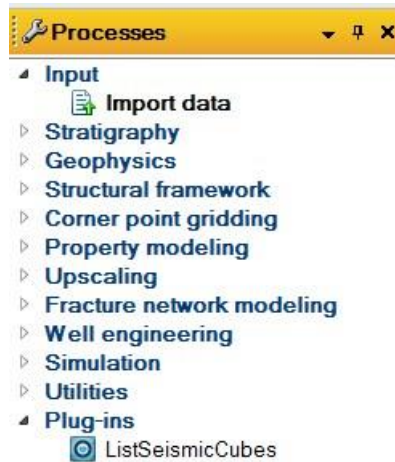 Processes
Input
Import data
Stratigraphy
Geophysics
Structural framework
Corner point gridding
Property modeling
Upscaling
Fracture network modeling
Well engineering
Simulation
Utilities
Plug-ins
ListSeismicCubes